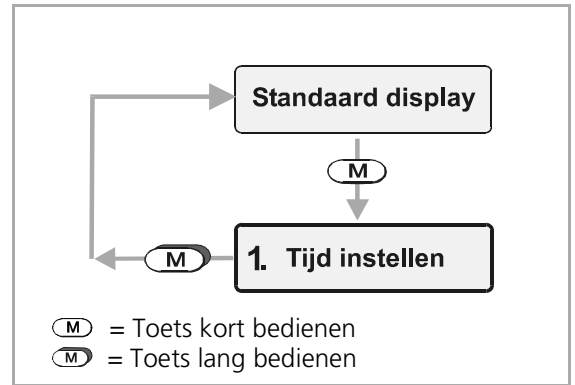 Standaard display
M
M 1. Tijd instellen
M = Toets kort bedienen
M = Toets lang bedienen